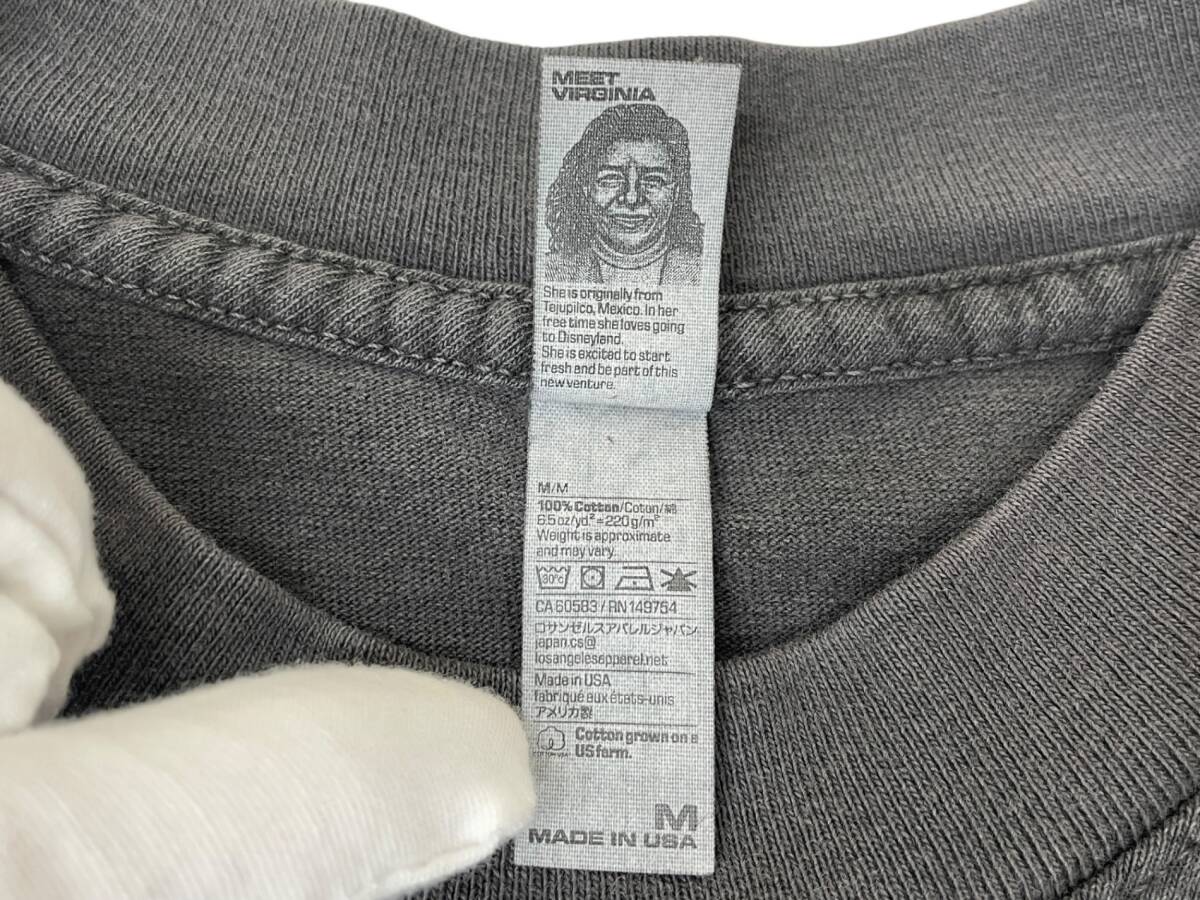 MEET
VIRGINIA
She is originally from
Tejupilco, Mexico. In her
free time she loves going
to Disneyland.
She is excited to start
fresh and be part of this
new venture.
M/M
100% Cotton/Coton/綿
6.5 oz/yd²=220 g/m²
Weight is approximate
and may vary.
30°C
CA 60583 / RN 149754
ロサンゼルスアパレルジャパン
japan.cs@
losangelesapparel.net
Made in USA
fabriqué aux états-unis
アメリカ製
Cotton grown on a
US farm.
M
MADE IN USA